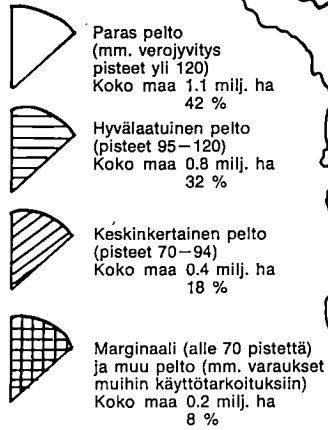 Paras pelto
(mm. verojyvitys
pisteet yli 120)
Koko maa 1.1 milj. ha
42 %
Hyvälaatuinen pelto
(pisteet 95—120)
Koko maa 0.8 milj. ha
32 %
Keskinkertainen pelto
(pisteet 70—94)
Koko maa 0.4 milj. ha
18 %
Marginaali (alle 70 pistettä)
ja muu pelto (mm. varaukset
muihin käyttötarkoituksiin)
Koko maa 0.2 milj. ha
8 %